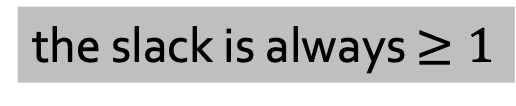 the slack is always ≥ 1